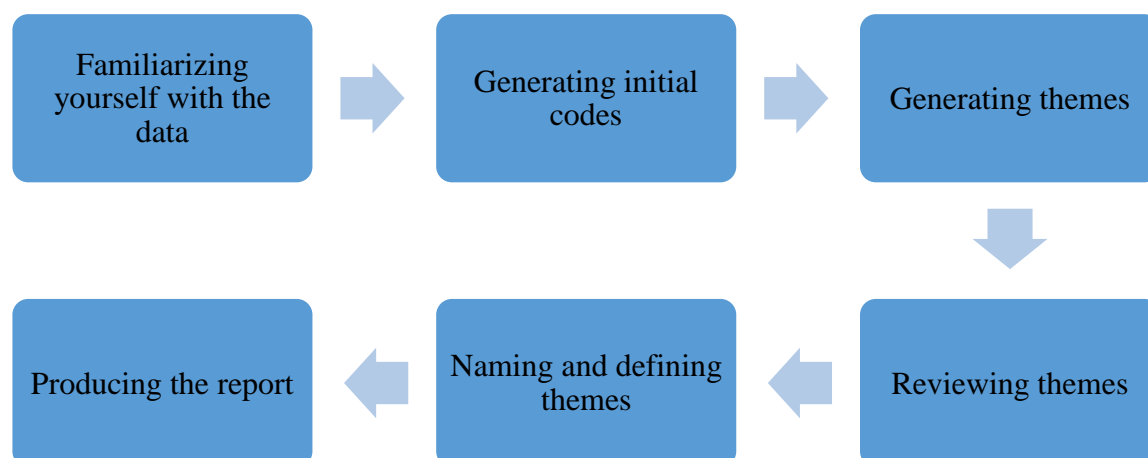 Familiarizing
yourself with the
data
Generating initial
codes
Generating themes
Reviewing themes
Naming and defining
themes
Producing the report